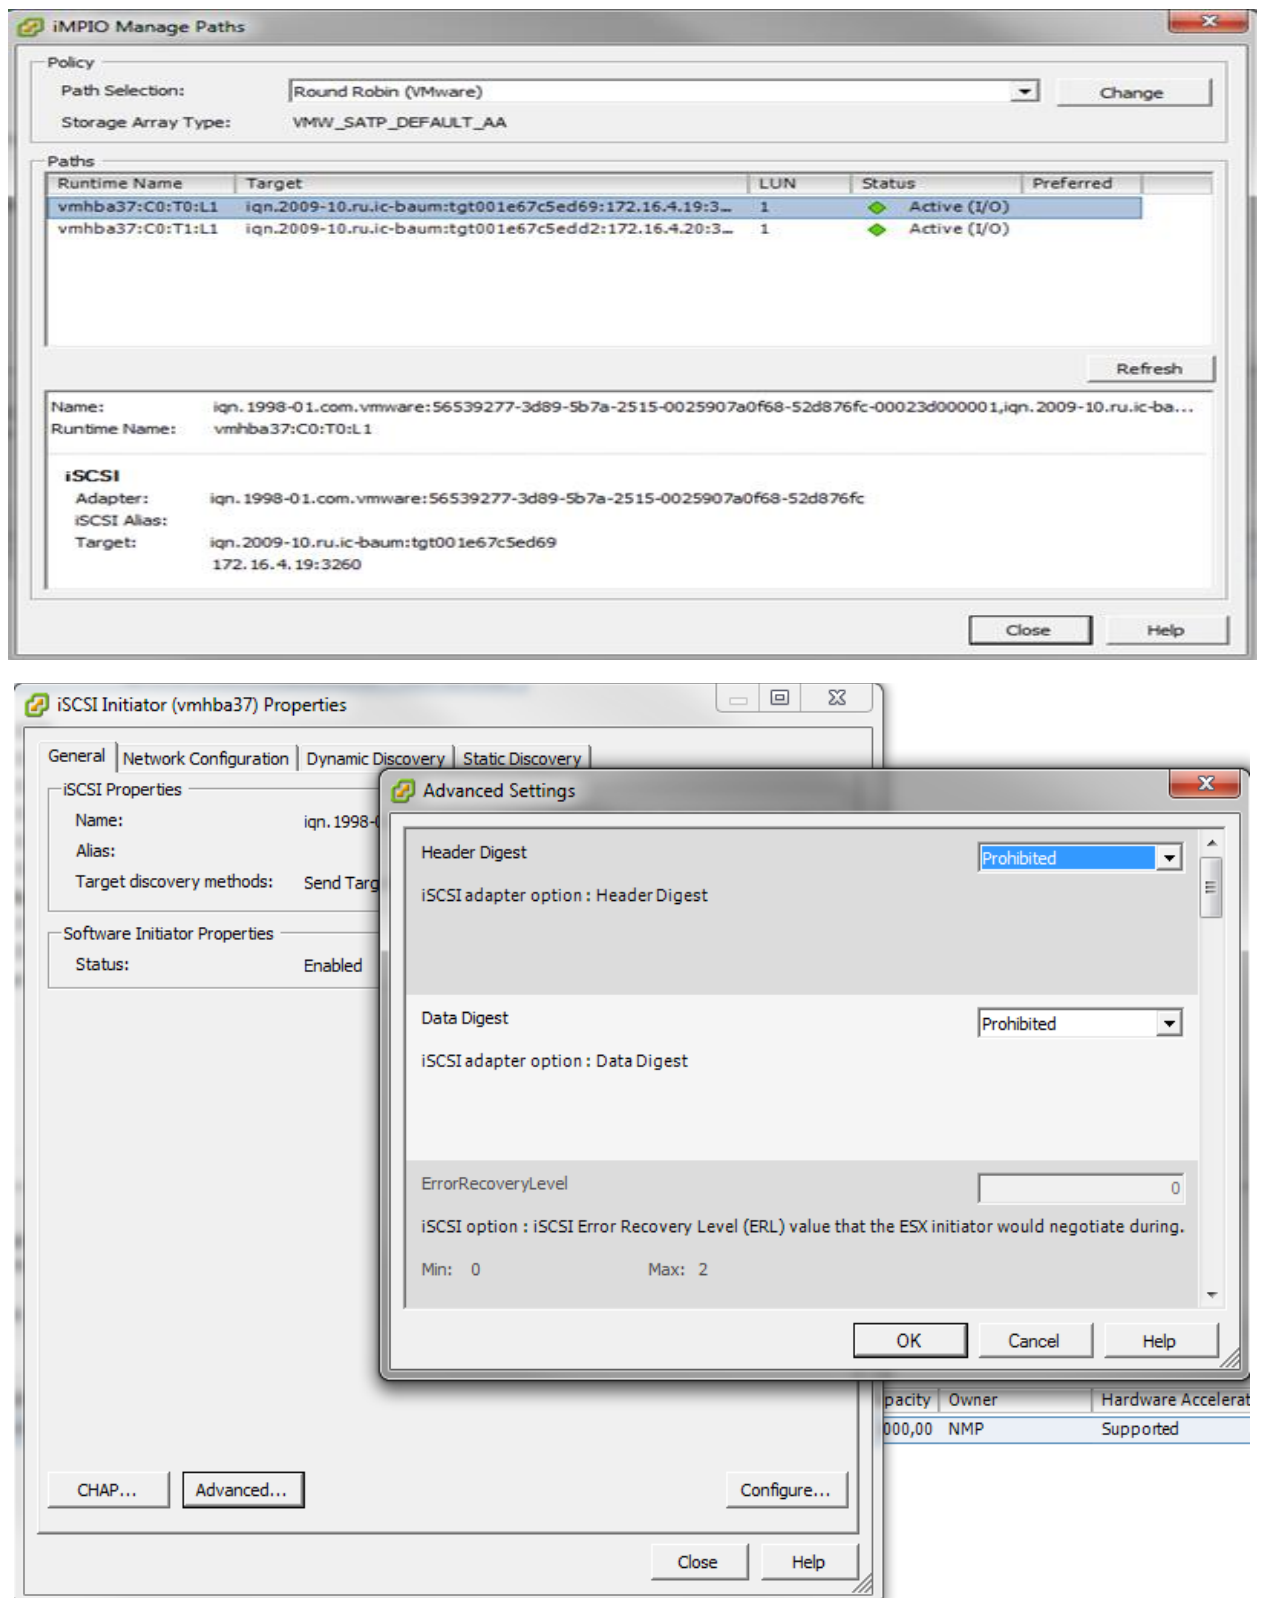 iMPIO Manage Paths
Policy
Path Selection: Round Robin (VMware) Change
Storage Array Type: VMW_SATP_DEFAULT_AA
Paths
Runtime Name Target LUN Status Preferred
vmhba37:C0:T0:L1 iqn.2009-10.ru.ic-baum:tgt001e67c5ed69:172.16.4.19:3... 1 Active (I/O)
vmhba37:C0:T1:L1 iqn.2009-10.ru.ic-baum:tgt001e67c5edd2:172.16.4.20:3... 1 Active (I/O)
Refresh
Name: iqn.1998-01.com.vmware:56539277-3d89-5b7a-2515-0025907a0f68-52d876fc-00023d000001,iqn.2009-10.ru.ic-ba...
Runtime Name: vmhba37:C0:T0:L1
iSCSI
Adapter: iqn.1998-01.com.vmware:56539277-3d89-5b7a-2515-0025907a0f68-52d876fc
iSCSI Alias:
Target: iqn.2009-10.ru.ic-baum:tgt001e67c5ed69
172.16.4.19:3260
Close Help
iSCSI Initiator (vmhba37) Properties
General Network Configuration Dynamic Discovery Static Discovery
iSCSI Properties
Name: iqn.1998-
Alias:
Target discovery methods: Send Targ
Software Initiator Properties
Status: Enabled
Advanced Settings
Header Digest Prohibited
iSCSI adapter option : Header Digest
Data Digest Prohibited
iSCSI adapter option : Data Digest
ErrorRecoveryLevel 0
iSCSI option : iSCSI Error Recovery Level (ERL) value that the ESX initiator would negotiate during.
Min: 0 Max: 2
OK Cancel Help
pacity Owner Hardware Accelerat
000,00 NMP Supported
CHAP... Advanced... Configure...
Close Help